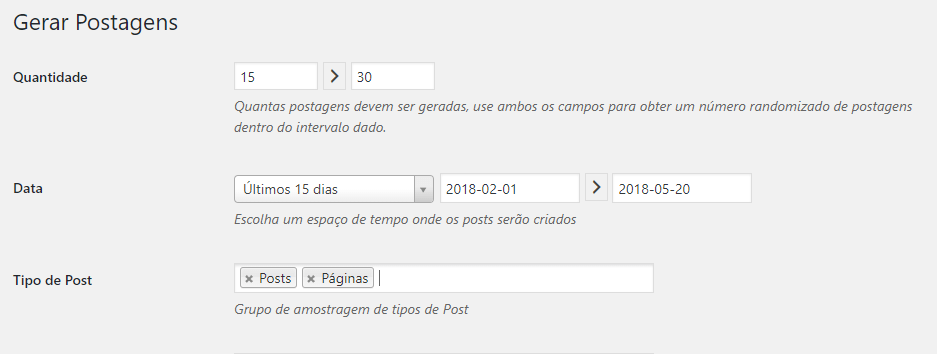 Gerar Postagens
Quantidade 15 30
Quantas postagens devem ser geradas, use ambos os campos para obter um número randomizado de postagens
dentro do intervalo dado.
Data Últimos 15 dias 2018-02-01 2018-05-20
Escolha um espaço de tempo onde os posts serão criados
Tipo de Post × Posts × Páginas
Grupo de amostragem de tipos de Post